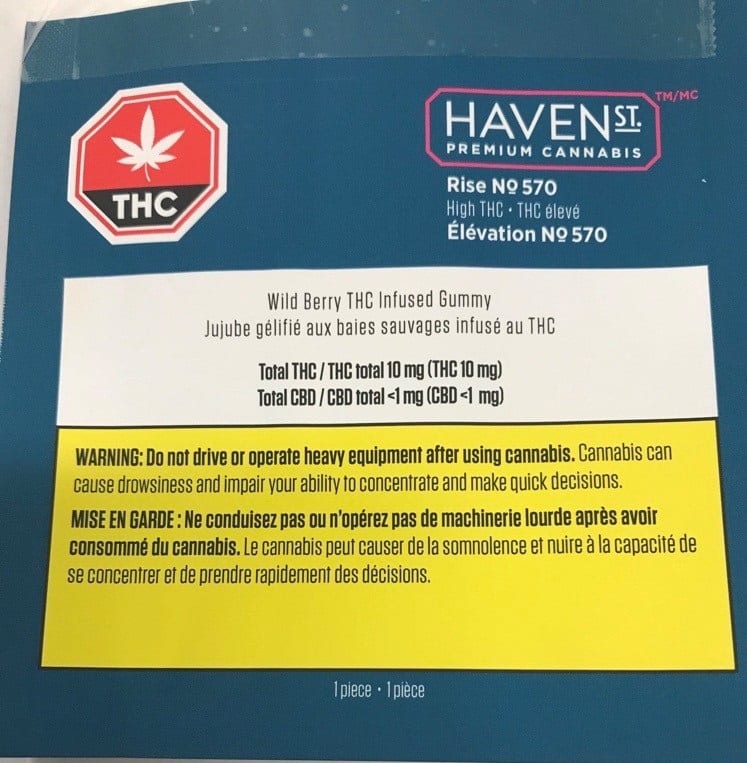 THC
HAVEN ST.
TM/MC
PREMIUM CANNABIS
Rise Nº 570
High THC • THC élevé
Élévation Nº 570
Wild Berry THC Infused Gummy
Jujube gélifié aux baies sauvages infusé au THC
Total THC / THC total 10 mg (THC 10 mg)
Total CBD / CBD total <1 mg (CBD <1 mg)
WARNING: Do not drive or operate heavy equipment after using cannabis. Cannabis can
cause drowsiness and impair your ability to concentrate and make quick decisions.
MISE EN GARDE : Ne conduisez pas ou n'opérez pas de machinerie lourde après avoir
consommé du cannabis. Le cannabis peut causer de la somnolence et nuire à la capacité de
se concentrer et de prendre rapidement des décisions.
1 piece • 1 pièce